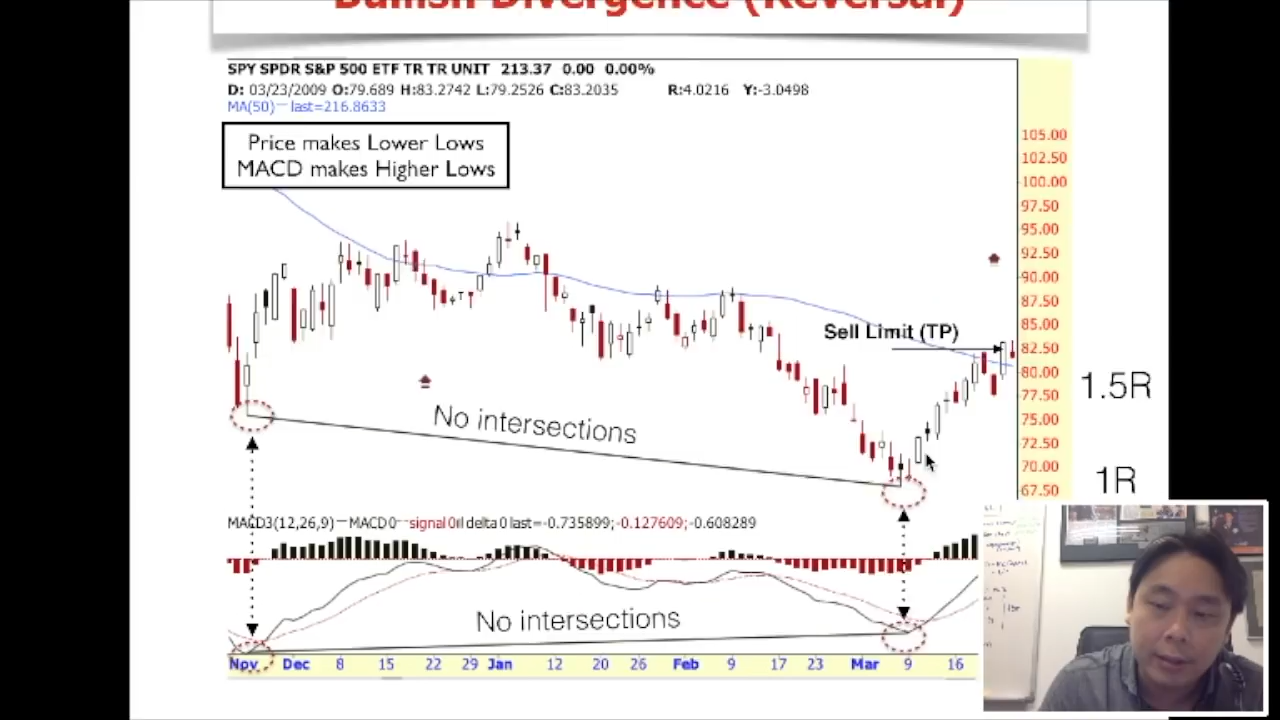 Bullish Divergence (Reversal)
SPY SPDR S&P 500 ETF TR TR UNIT 213.37 0.00 0.00%
D: 03/23/2009 O:79.689 H:83.2742 L:79.2526 C:83.2035 R:4.0216 Y:-3.0498
MA(50) — last=216.8633
Price makes Lower Lows
MACD makes Higher Lows
105.00
102.50
100.00
97.50
95.00
92.50
90.00
87.50
85.00
82.50
80.00
77.50
75.00
72.50
70.00
67.50
Sell Limit (TP)
1.5R
1R
No intersections
MACD3(12,26,9) — MACD 0 signal 0 delta 0 last=-0.735899;-0.127609;-0.608289
No intersections
Nov Dec 8 15 22 29 Jan 12 20 26 Feb 9 17 23 Mar 9 16